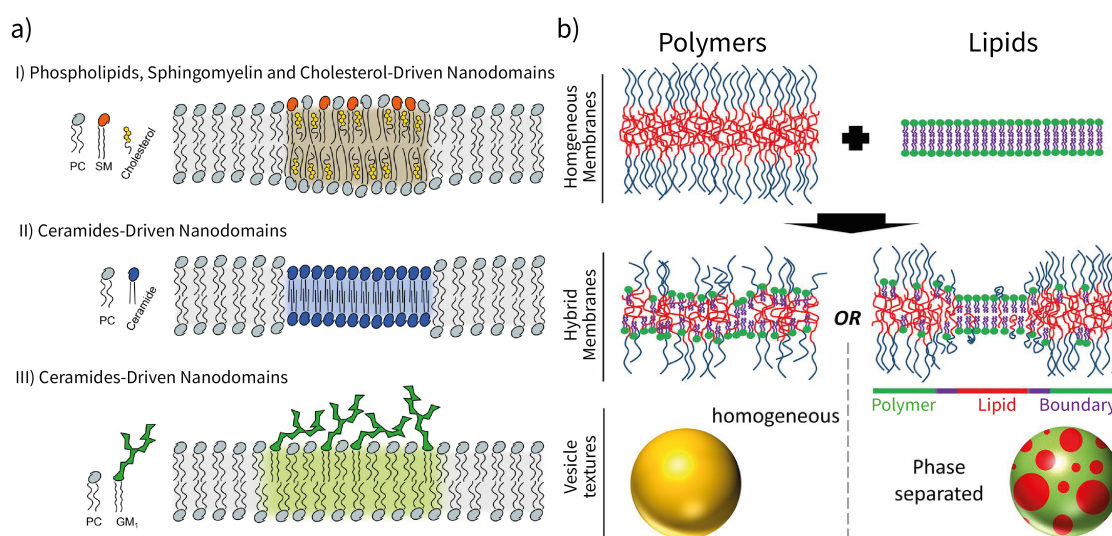 a)
I) Phospholipids, Sphingomyelin and Cholesterol-Driven Nanodomains
PC
SM
Cholesterol
II) Ceramides-Driven Nanodomains
PC
Ceramide
III) Ceramides-Driven Nanodomains
PC
GM1
b)
Polymers
Lipids
Homogeneous
Membranes
Hybrid
Membranes
OR
Polymer
Lipid
Boundary
Vesicle
textures
homogeneous
Phase
separated